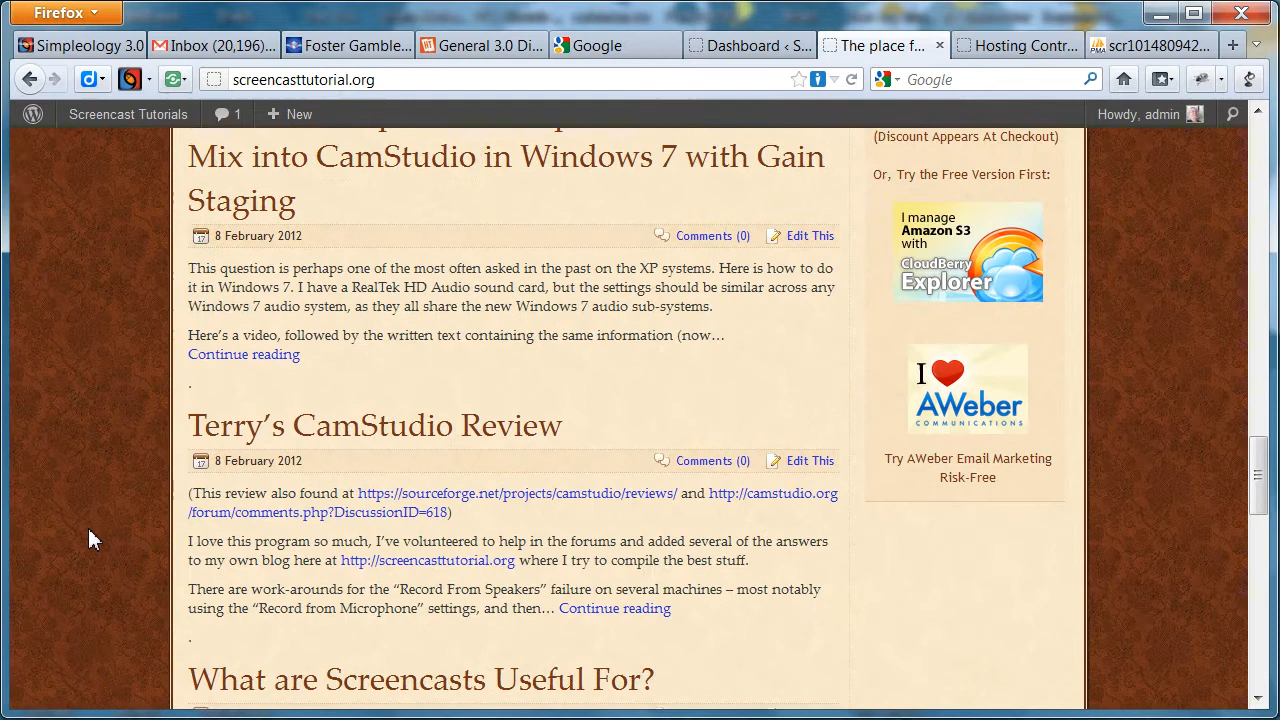 Firefox
Simpleology 3.0
Inbox (20,196)...
Foster Gamble...
General 3.0 Di...
Google
Dashboard ‹ S...
The place f...
Hosting Contr...
scr101480942...
screencasttutorial.org
Google
Screencast Tutorials
1
New
Howdy, admin
Mix into CamStudio in Windows 7 with Gain
Staging
8 February 2012
Comments (0)
Edit This
This question is perhaps one of the most often asked in the past on the XP systems. Here is how to do
it in Windows 7. I have a RealTek HD Audio sound card, but the settings should be similar across any
Windows 7 audio system, as they all share the new Windows 7 audio sub-systems.
Here's a video, followed by the written text containing the same information (now…
Continue reading
.
Terry's CamStudio Review
8 February 2012
Comments (0)
Edit This
(This review also found at https://sourceforge.net/projects/camstudio/reviews/ and http://camstudio.org
/forum/comments.php?DiscussionID=618)
I love this program so much, I've volunteered to help in the forums and added several of the answers
to my own blog here at http://screencasttutorial.org where I try to compile the best stuff.
There are work-arounds for the “Record From Speakers” failure on several machines – most notably
using the “Record from Microphone” settings, and then… Continue reading
.
What are Screencasts Useful For?
(Discount Appears At Checkout)
Or, Try the Free Version First:
I manage
Amazon S3
with
CloudBerry
Explorer
I
AWeber
COMMUNICATIONS
Try AWeber Email Marketing
Risk-Free